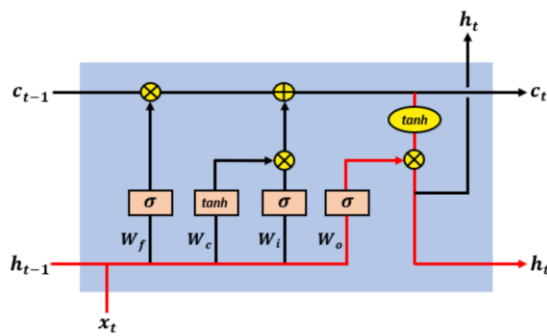 h_t
c_{t-1}
c_t
tanh
σ
tanh
σ
σ
W_f
W_c
W_i
W_o
h_{t-1}
h_t
x_t